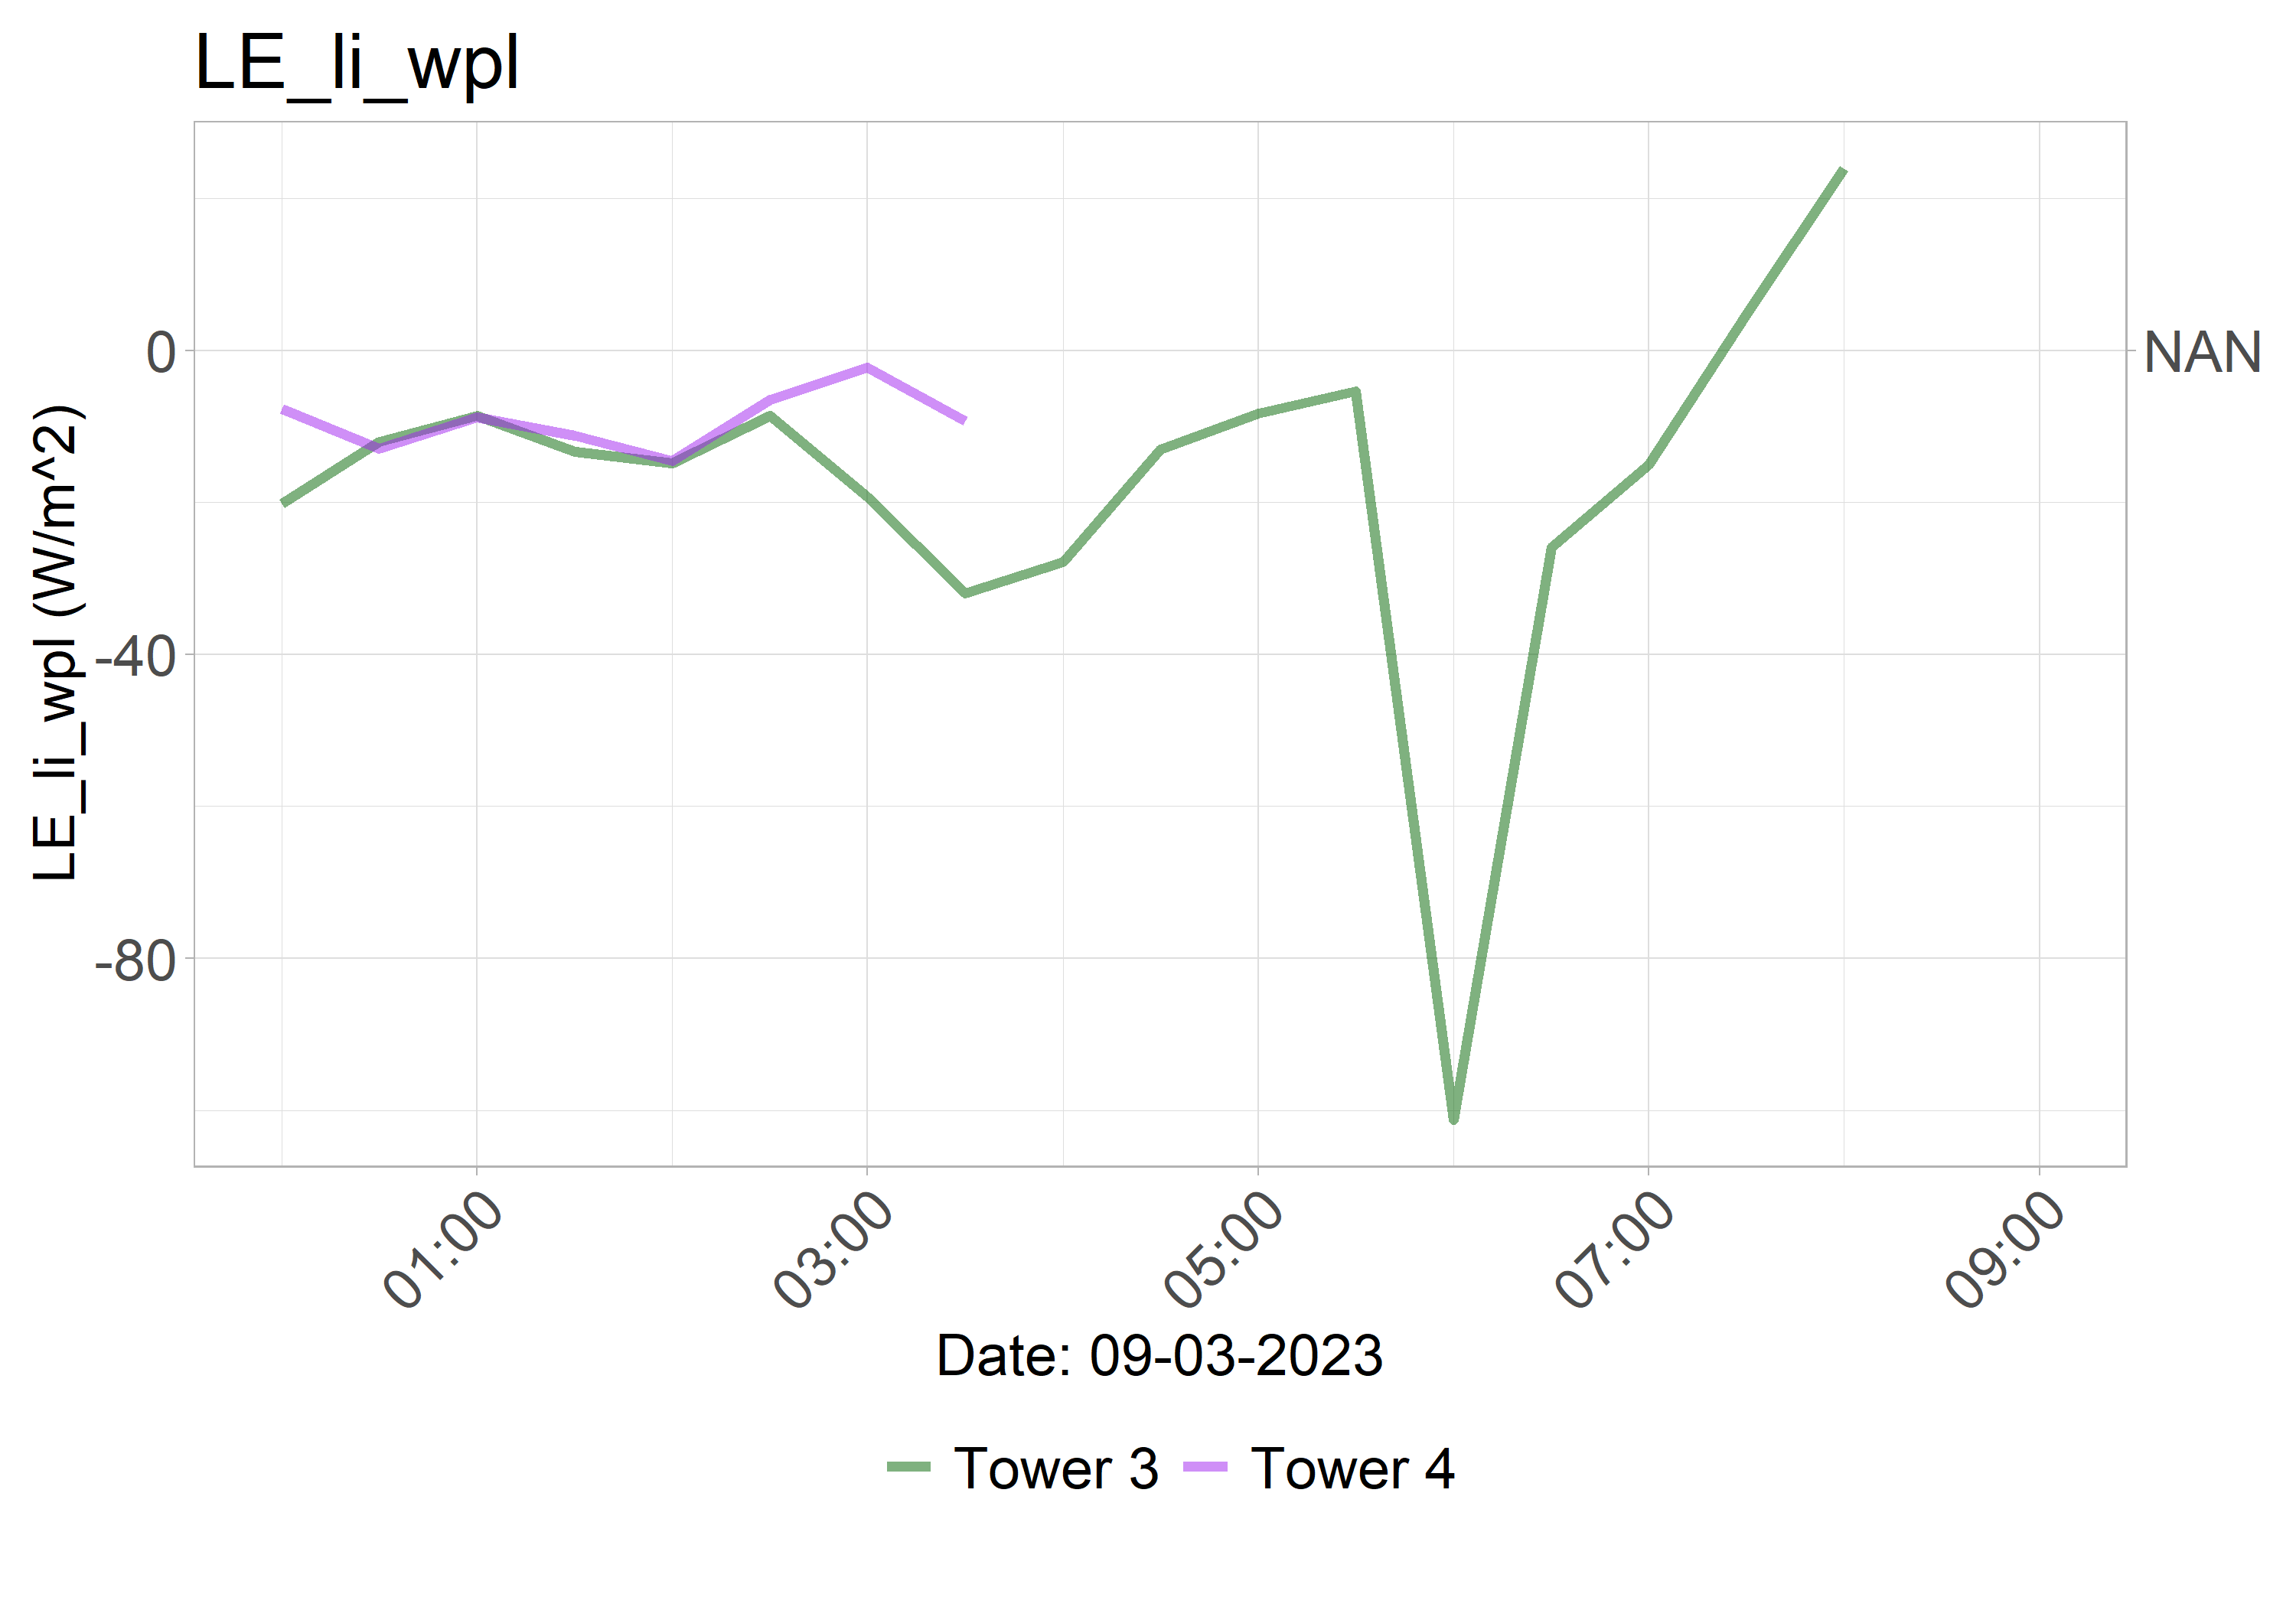 LE_li_wpl
LE_li_wpl (W/m^2)
0
-40
-80
NAN
01:00
03:00
05:00
07:00
09:00
Date: 09-03-2023
Tower 3
Tower 4